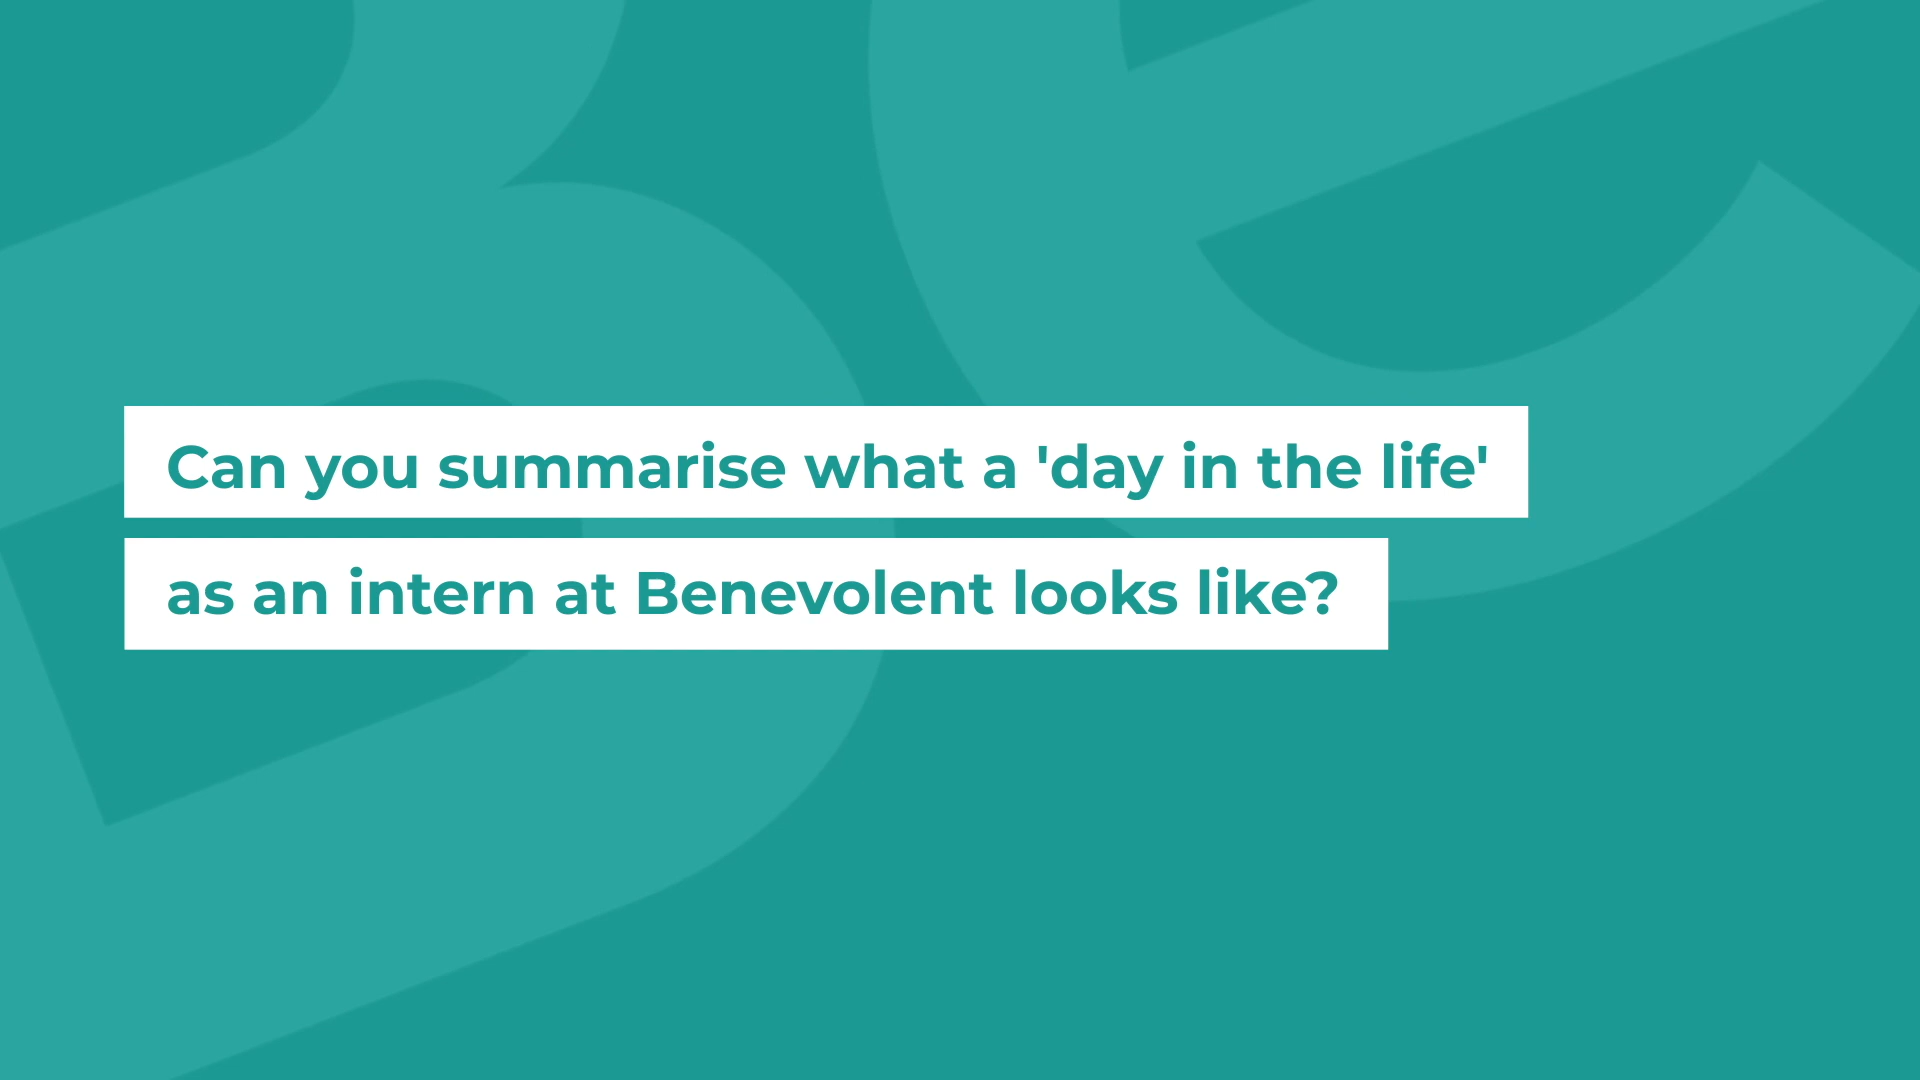 Can you summarise what a 'day in the life'
as an intern at Benevolent looks like?